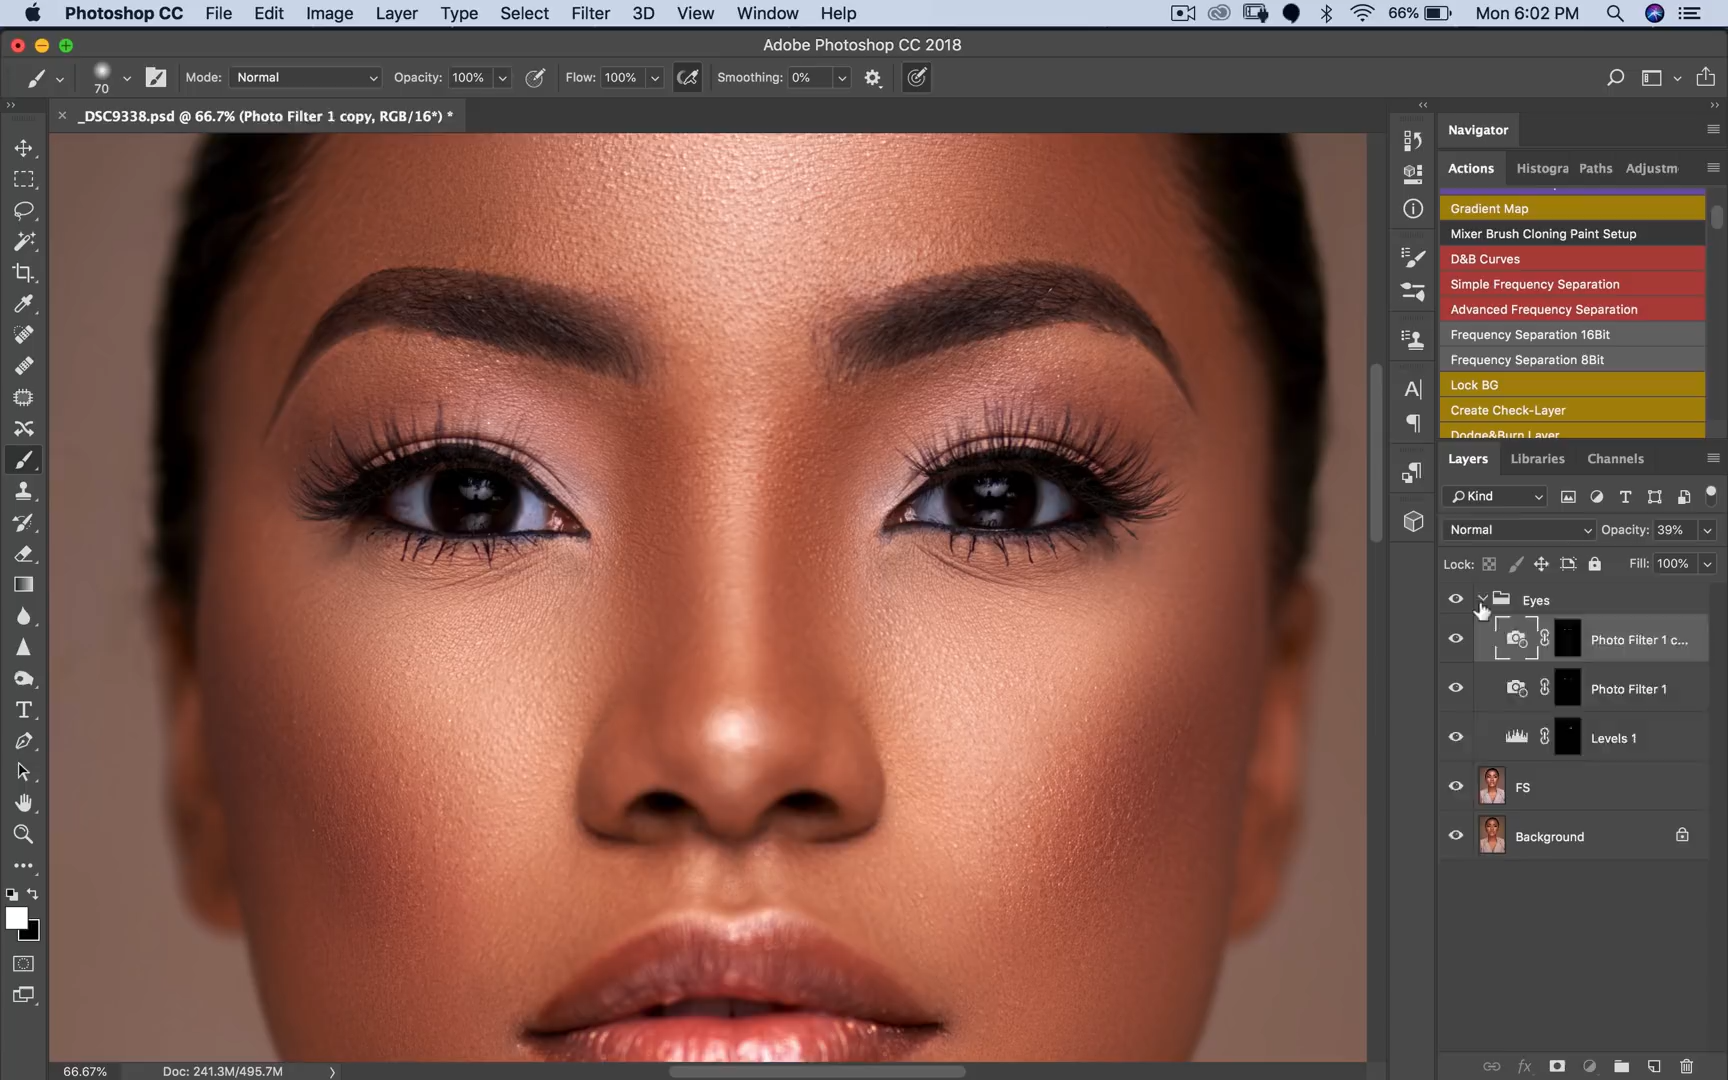 Photoshop CC File Edit Image Layer Type Select Filter 3D View Window Help 66% Mon 6:02 PM
Adobe Photoshop CC 2018
70 Mode: Normal Opacity: 100% Flow: 100% Smoothing: 0%
_DSC9338.psd @ 66.7% (Photo Filter 1 copy, RGB/16*) *
Navigator
Actions Histogra Paths Adjustm
Gradient Map
Mixer Brush Cloning Paint Setup
D&B Curves
Simple Frequency Separation
Advanced Frequency Separation
Frequency Separation 16Bit
Frequency Separation 8Bit
Lock BG
Create Check-Layer
Dodge&Burn Layer
Layers Libraries Channels
Kind
Normal Opacity: 39%
Lock: Fill: 100%
Eyes
Photo Filter 1 c...
Photo Filter 1
Levels 1
FS
Background
66.67% Doc: 241.3M/495.7M